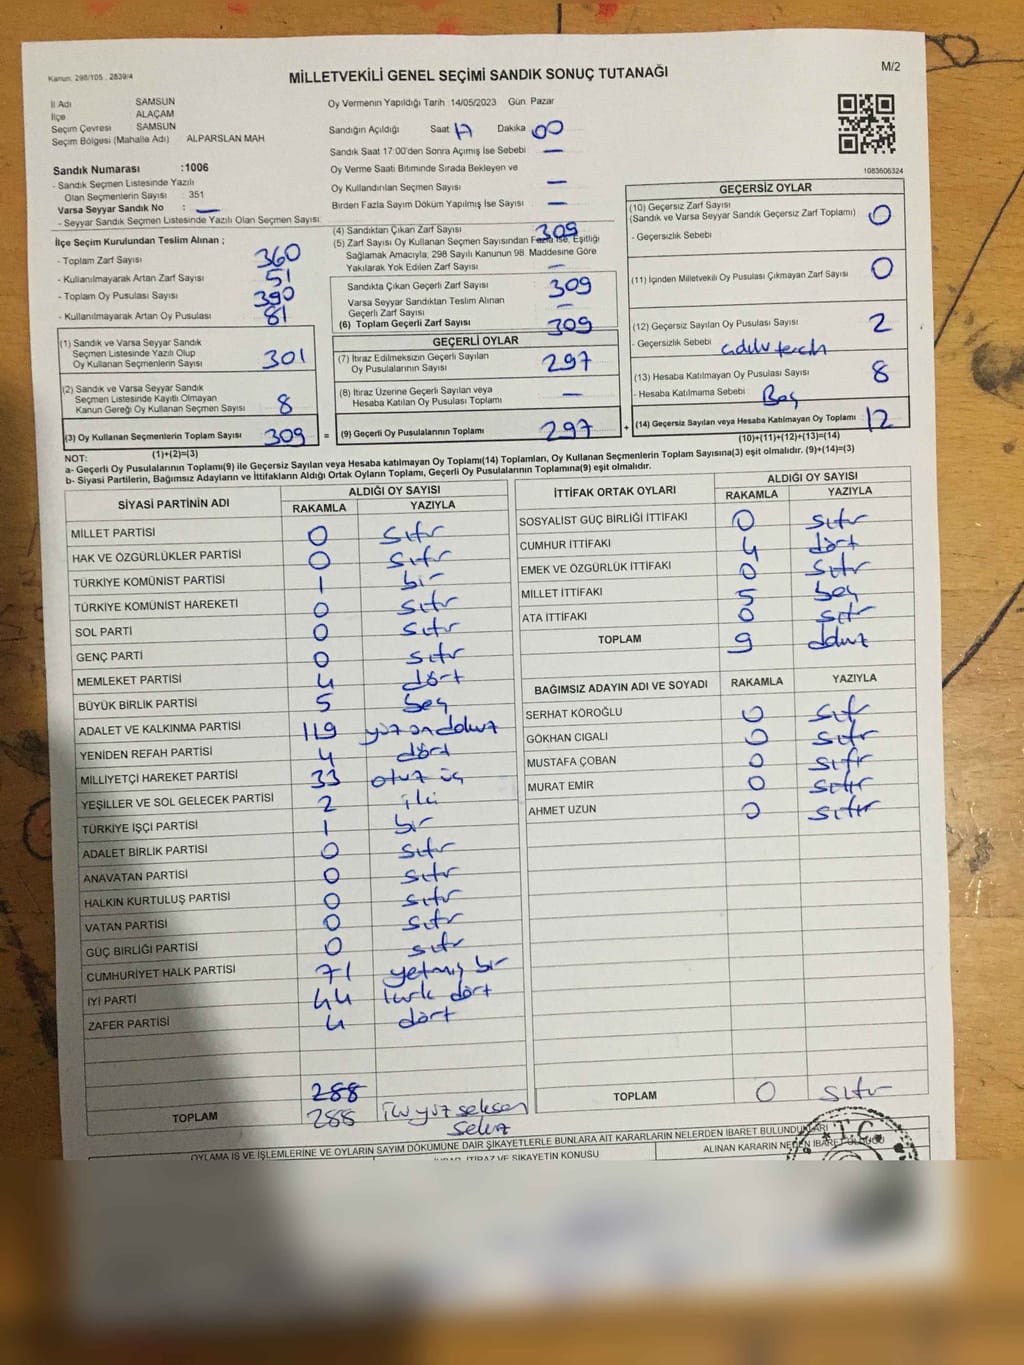 Kanun, 298/105 , 2839/4
MİLLETVEKİLİ GENEL SEÇİMİ SANDIK SONUÇ TUTANAĞI
M/2
İl Adı SAMSUN
İlçe ALAÇAM
Seçim Çevresi SAMSUN
Seçim Bölgesi (Mahalle Adı) ALPARSLAN MAH
Sandık Numarası :1006
- Sandık Seçmen Listesinde Yazılı
Olan Seçmenlerin Sayısı 351
Varsa Seyyar Sandık No : —
- Seyyar Sandık Seçmen Listesinde Yazılı Olan Seçmen Sayısı:
Oy Vermenin Yapıldığı Tarih :14/05/2023 Gün: Pazar
Sandığın Açıldığı Saat 17 Dakika 00
Sandık Saat 17:00'den Sonra Açımış İse Sebebi —
Oy Verme Saati Bitiminde Sırada Bekleyen ve
Oy Kullandırılan Seçmen Sayısı —
Birden Fazla Sayım Döküm Yapılmış İse Sayısı —
1083606324
İlçe Seçim Kurulundan Teslim Alınan ;
- Toplam Zarf Sayısı 360
- Kullanılmayarak Artan Zarf Sayısı 51
- Toplam Oy Pusulası Sayısı 390
- Kullanılmayarak Artan Oy Pusulası 81
(4) Sandıktan Çıkan Zarf Sayısı 309
(5) Zarf Sayısı Oy Kullanan Seçmen Sayısından Fazla ise, Eşitliği
Sağlamak Amacıyla, 298 Sayılı Kanunun 98. Maddesine Göre
Yakılarak Yok Edilen Zarf Sayısı —
Sandıkta Çıkan Geçerli Zarf Sayısı 309
Varsa Seyyar Sandıktan Teslim Alınan
Geçerli Zarf Sayısı —
(6) Toplam Geçerli Zarf Sayısı 309
GEÇERSİZ OYLAR
(10) Geçersiz Zarf Sayısı 0
(Sandık ve Varsa Seyyar Sandık Geçersiz Zarf Toplamı)
- Geçersizlik Sebebi
(11) İçinden Milletvekili Oy Pusulası Çıkmayan Zarf Sayısı 0
(12) Geçersiz Sayılan Oy Pusulası Sayısı 2
- Geçersizlik Sebebi
(13) Hesaba Katılmayan Oy Pusulası Sayısı 8
- Hesaba Katılmama Sebebi Boş
(14) Geçersiz Sayılan veya Hesaba Katılmayan Oy Toplamı 12
(10)+(11)+(12)+(13)=(14)
(1) Sandık ve Varsa Seyyar Sandık
Seçmen Listesinde Yazılı Olup
Oy Kullanan Seçmenlerin Sayısı 301
(2) Sandık ve Varsa Seyyar Sandık
Seçmen Listesinde Kayıtlı Olmayan
Kanun Gereği Oy Kullanan Seçmen Sayısı 8
(3) Oy Kullanan Seçmenlerin Toplam Sayısı 309 =
(1)+(2)=(3)
GEÇERLİ OYLAR
(7) İtiraz Edilmeksizin Geçerli Sayılan
Oy Pusulalarının Sayısı 297
(8) İtiraz Üzerine Geçerli Sayılan veya
Hesaba Katılan Oy Pusulası Toplamı —
(9) Geçerli Oy Pusulalarının Toplamı 297 +
NOT:
a- Geçerli Oy Pusulalarının Toplamı(9) ile Geçersiz Sayılan veya Hesaba katılmayan Oy Toplamı(14) Toplamları, Oy Kullanan Seçmenlerin Toplam Sayısına(3) eşit olmalıdır. (9)+(14)=(3)
b- Siyasi Partilerin, Bağımsız Adayların ve İttifakların Aldığı Ortak Oyların Toplamı, Geçerli Oy Pusulalarının Toplamına(9) eşit olmalıdır.
SİYASİ PARTİNİN ADI ALDIĞI OY SAYISI
RAKAMLA YAZIYLA
MİLLET PARTİSİ 0 sıfır
HAK VE ÖZGÜRLÜKLER PARTİSİ 0 sıfır
TÜRKİYE KOMÜNİST PARTİSİ 1 bir
TÜRKİYE KOMÜNİST HAREKETİ 0 sıfır
SOL PARTİ 0 sıfır
GENÇ PARTİ 0 sıfır
MEMLEKET PARTİSİ 4 dört
BÜYÜK BİRLİK PARTİSİ 5 beş
ADALET VE KALKINMA PARTİSİ 119 yüz on dokuz
YENİDEN REFAH PARTİSİ 4 dört
MİLLİYETÇİ HAREKET PARTİSİ 33 otuz üç
YEŞİLLER VE SOL GELECEK PARTİSİ 2 iki
TÜRKİYE İŞÇİ PARTİSİ 1 bir
ADALET BİRLİK PARTİSİ 0 sıfır
ANAVATAN PARTİSİ 0 sıfır
HALKIN KURTULUŞ PARTİSİ 0 sıfır
VATAN PARTİSİ 0 sıfır
GÜÇ BİRLİĞİ PARTİSİ 0 sıfır
CUMHURİYET HALK PARTİSİ 71 yetmiş bir
İYİ PARTİ 44 kırk dört
ZAFER PARTİSİ 4 dört
288
TOPLAM 288 iki yüz seksen
sekiz
İTTİFAK ORTAK OYLARI ALDIĞI OY SAYISI
RAKAMLA YAZIYLA
SOSYALİST GÜÇ BİRLİĞİ İTTİFAKI 0 sıfır
CUMHUR İTTİFAKI 4 dört
EMEK VE ÖZGÜRLÜK İTTİFAKI 0 sıfır
MİLLET İTTİFAKI 5 beş
ATA İTTİFAKI 0 sıfır
TOPLAM 9 dokuz
BAĞIMSIZ ADAYIN ADI VE SOYADI RAKAMLA YAZIYLA
SERHAT KÖROĞLU 0 sıfır
GÖKHAN CIGALI 0 sıfır
MUSTAFA ÇOBAN 0 sıfır
MURAT EMİR 0 sıfır
AHMET UZUN 0 sıfır
TOPLAM 0 sıfır
OYLAMA İŞ VE İŞLEMLERİNE VE OYLARIN SAYIM DÖKÜMÜNE DAİR ŞİKAYETLERLE BUNLARA AİT KARARLARIN NELERDEN İBARET BULUNDUKLARI
İTİRAZ VE ŞİKAYETİN KONUSU ALINAN KARARIN NEDEN İBARET OLDUĞU
T.C.